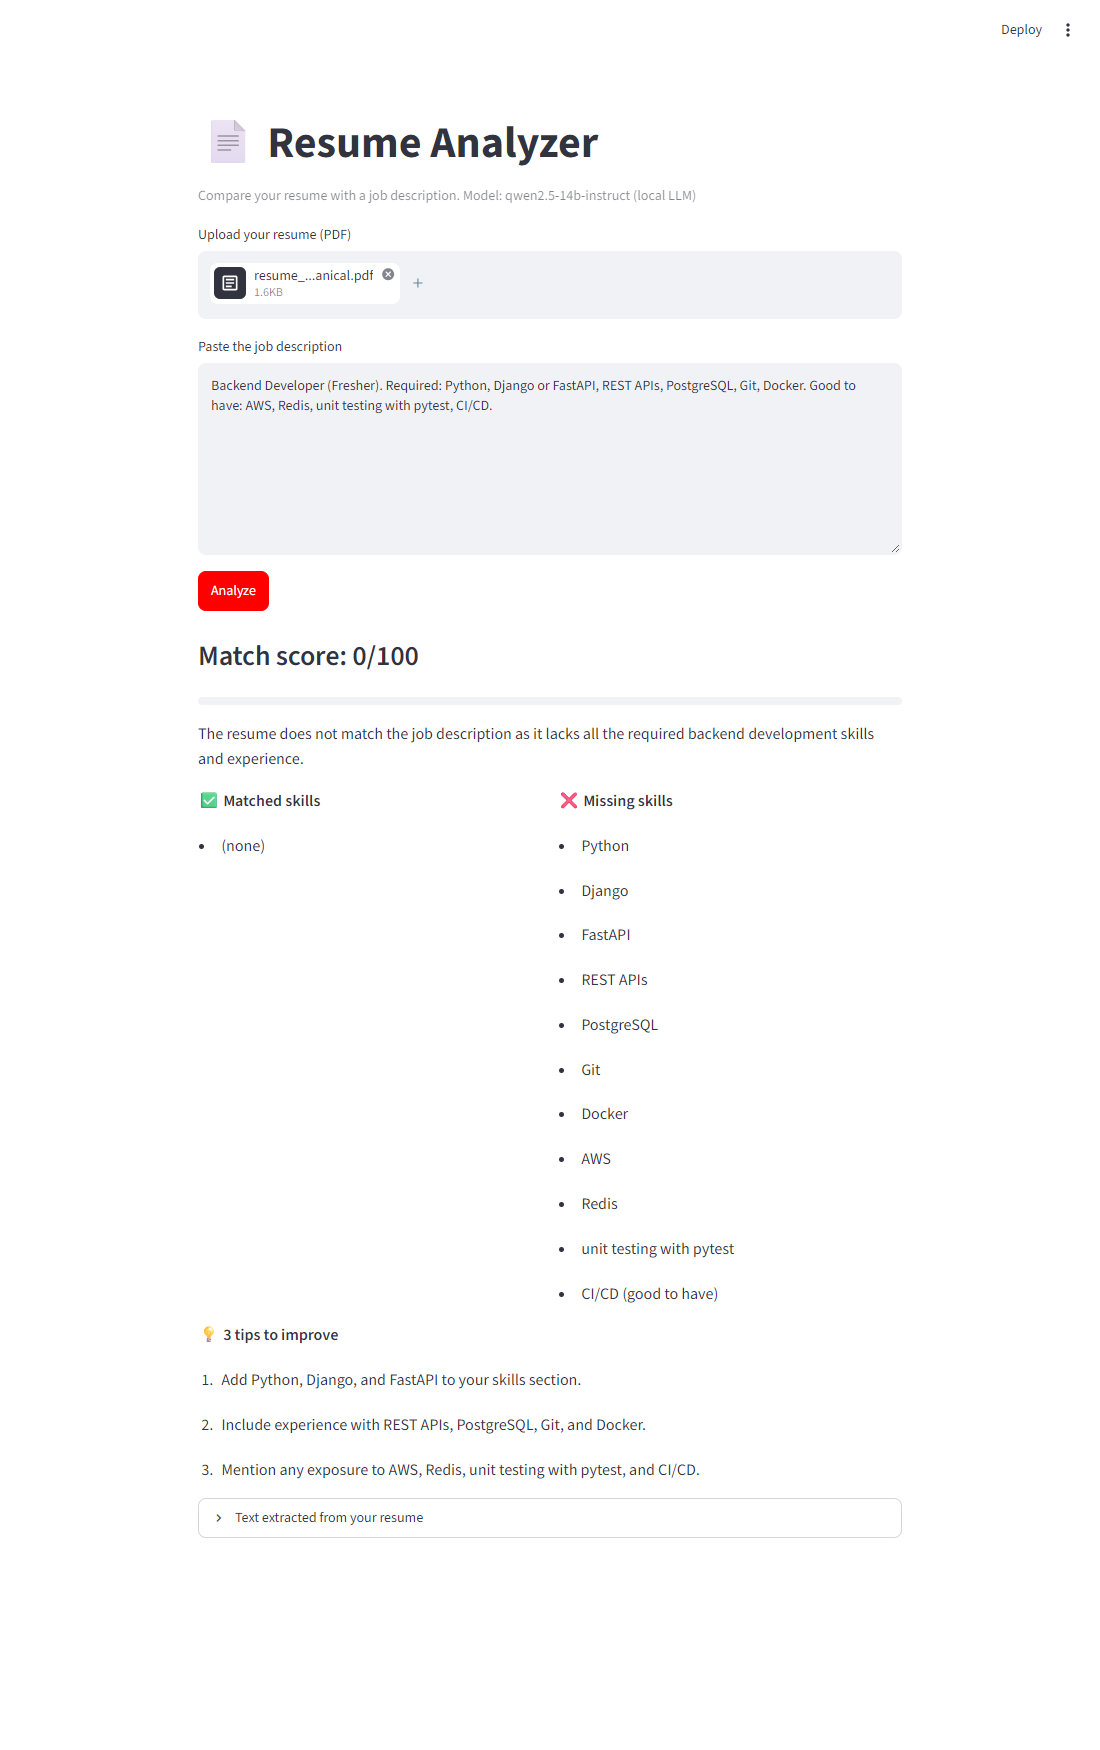 Deploy
Resume Analyzer
Compare your resume with a job description. Model: qwen2.5-14b-instruct (local LLM)
Upload your resume (PDF)
resume_...anical.pdf
1.6KB
Paste the job description
Backend Developer (Fresher). Required: Python, Django or FastAPI, REST APIs, PostgreSQL, Git, Docker. Good to
have: AWS, Redis, unit testing with pytest, CI/CD.
Analyze
Match score: 0/100
The resume does not match the job description as it lacks all the required backend development skills
and experience.
Matched skills
(none)
Missing skills
Python
Django
FastAPI
REST APIs
PostgreSQL
Git
Docker
AWS
Redis
unit testing with pytest
CI/CD (good to have)
3 tips to improve
1. Add Python, Django, and FastAPI to your skills section.
2. Include experience with REST APIs, PostgreSQL, Git, and Docker.
3. Mention any exposure to AWS, Redis, unit testing with pytest, and CI/CD.
Text extracted from your resume